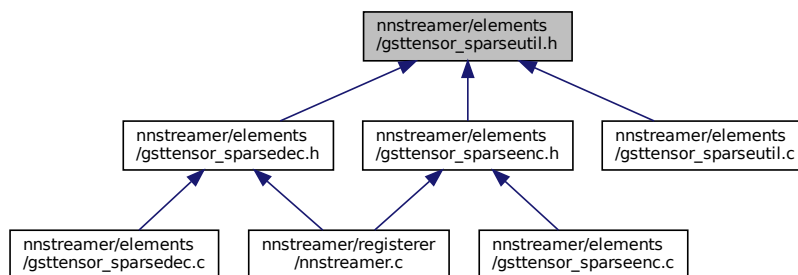 nnstreamer/elements
/gsttensor_sparseutil.h
nnstreamer/elements
/gsttensor_sparsedec.h
nnstreamer/elements
/gsttensor_sparseenc.h
nnstreamer/elements
/gsttensor_sparseutil.c
nnstreamer/elements
/gsttensor_sparsedec.c
nnstreamer/registerer
/nnstreamer.c
nnstreamer/elements
/gsttensor_sparseenc.c